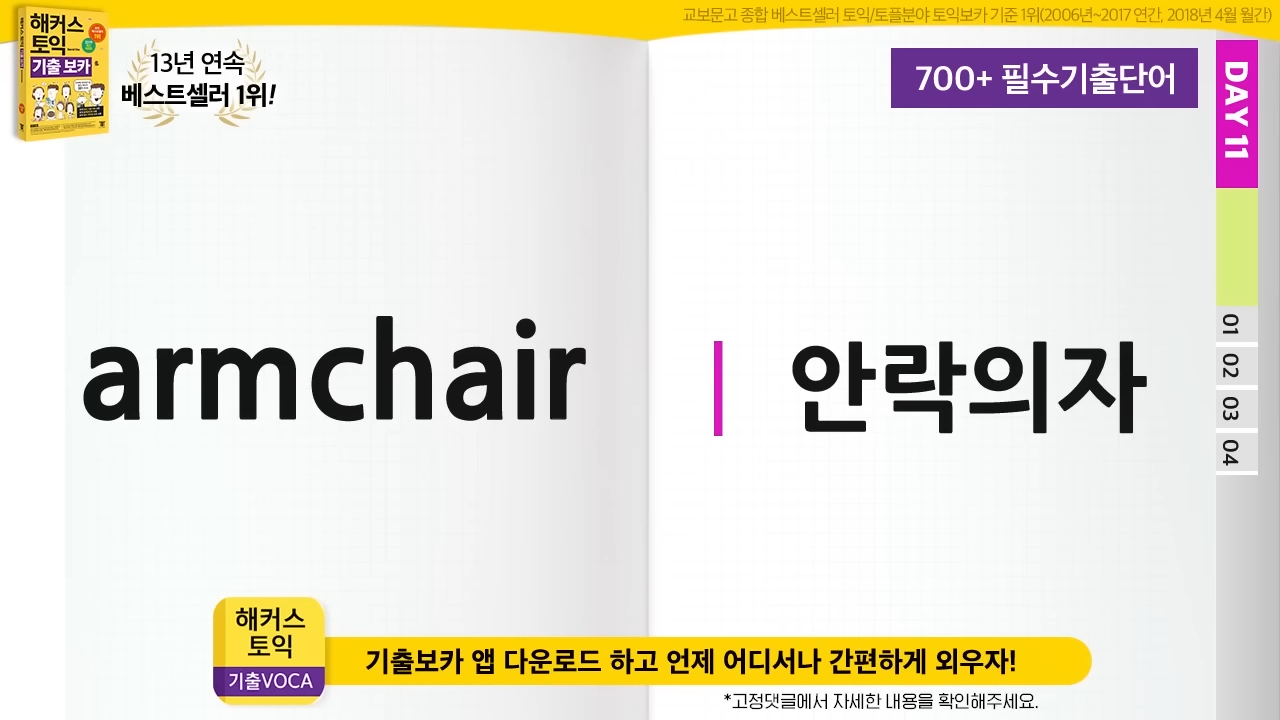 교보문고 종합 베스트셀러 토익/토플분야 토익보카 기준 1위(2006년~2017 연간, 2018년 4월 월간)
해커스
토익
기출 보카
13년 연속
베스트셀러 1위!
700+ 필수기출단어
DAY 11
armchair
안락의자
01
02
03
04
해커스
토익
기출VOCA
기출보카 앱 다운로드 하고 언제 어디서나 간편하게 외우자!
*고정댓글에서 자세한 내용을 확인해주세요.